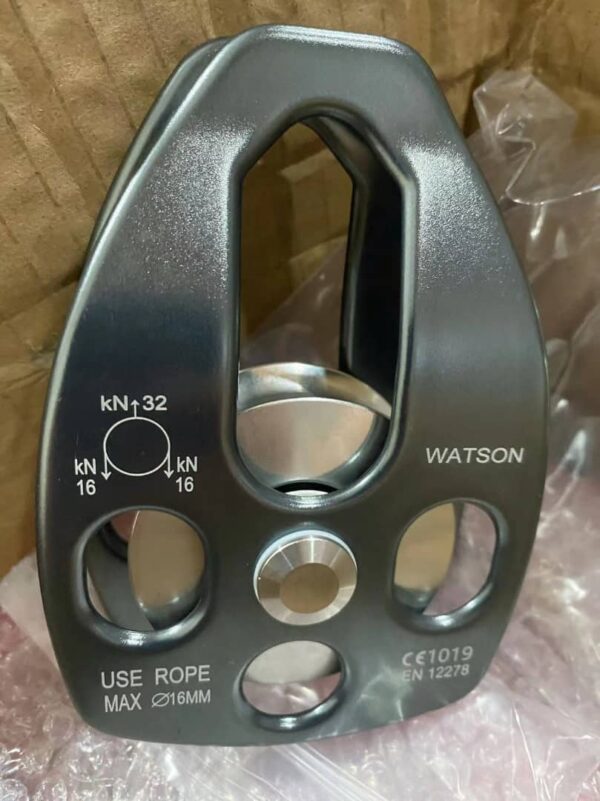 kN↑32
kN kN
16 16
WATSON
USE ROPE
MAX ∅16MM
CE1019
EN 12278